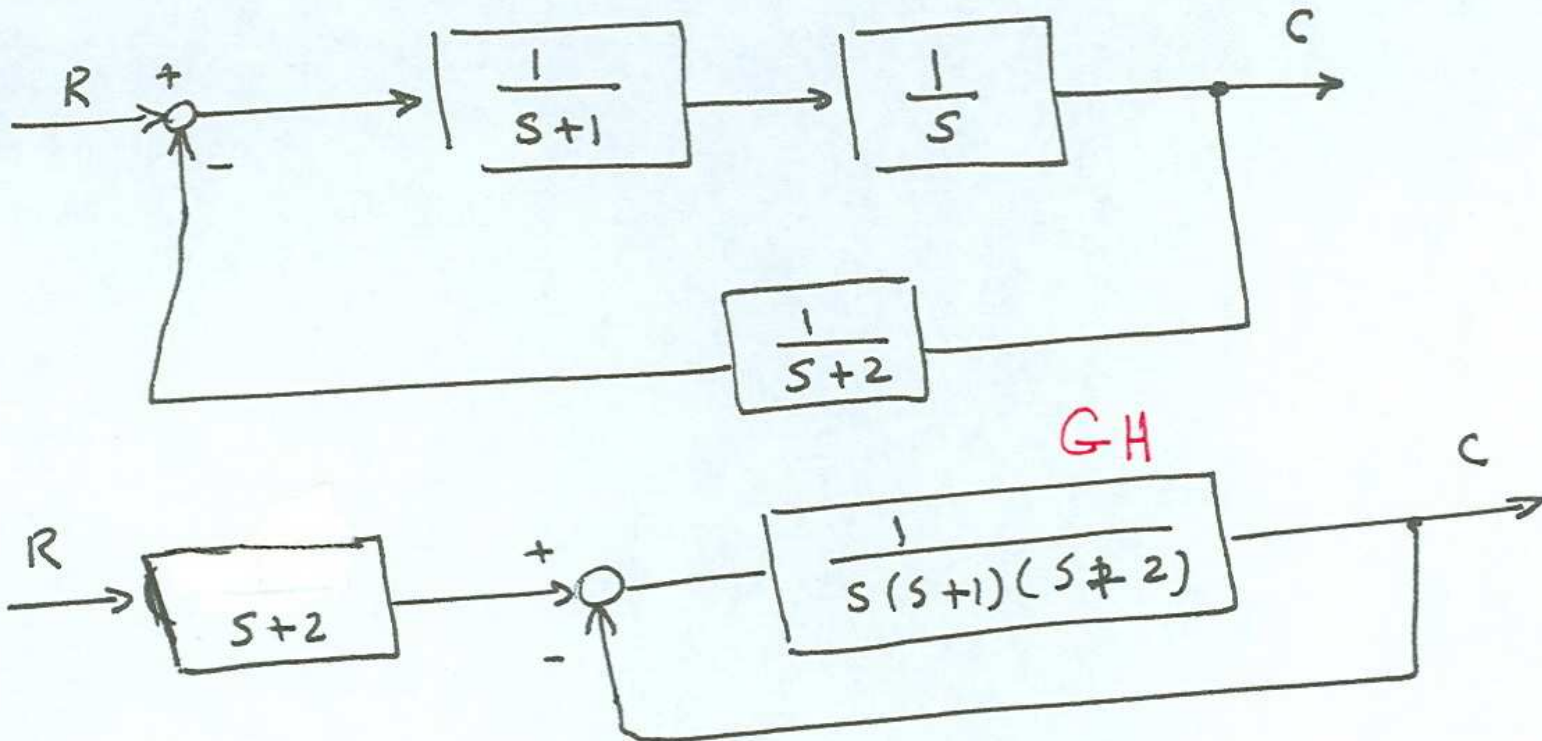 R + - 1/(s+1) 1/s C
1/(s+2)
GH
R s+2 + - 1/(s(s+1)(s+2)) C